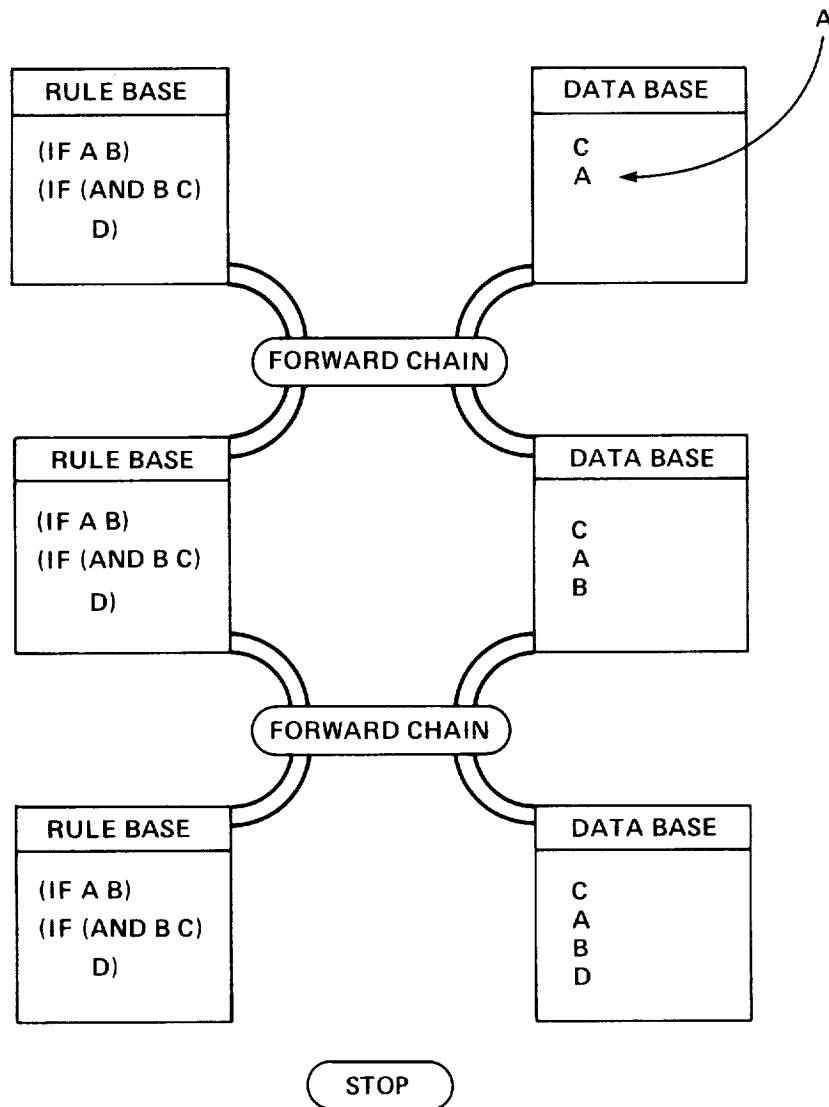 A
RULE BASE
(IF A B)
(IF (AND B C)
D)
DATA BASE
C
A
FORWARD CHAIN
RULE BASE
(IF A B)
(IF (AND B C)
D)
DATA BASE
C
A
B
FORWARD CHAIN
RULE BASE
(IF A B)
(IF (AND B C)
D)
DATA BASE
C
A
B
D
STOP